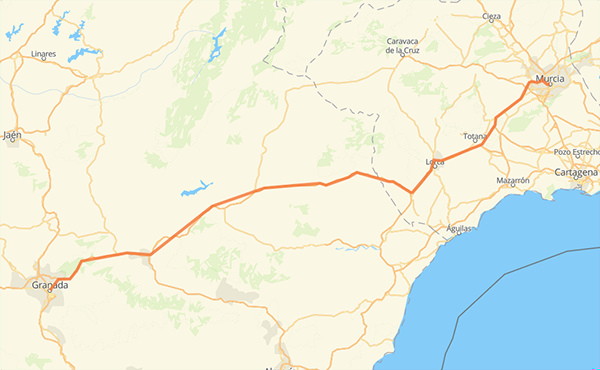 Cieza
Linares
Caravaca
de la Cruz
Murcia
Jaén
Totana
Lorca
Pozo Estrecho
Cartagena
Mazarrón
Águilas
Granada